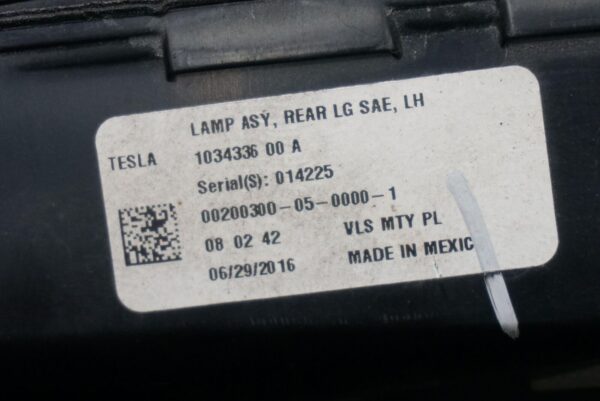 LAMP ASY, REAR LG SAE, LH
TESLA 1034336 00 A
Serial(S): 014225
00200300-05-0000-1
08 02 42 VLS MTY PL
06/29/2016 MADE IN MEXIC